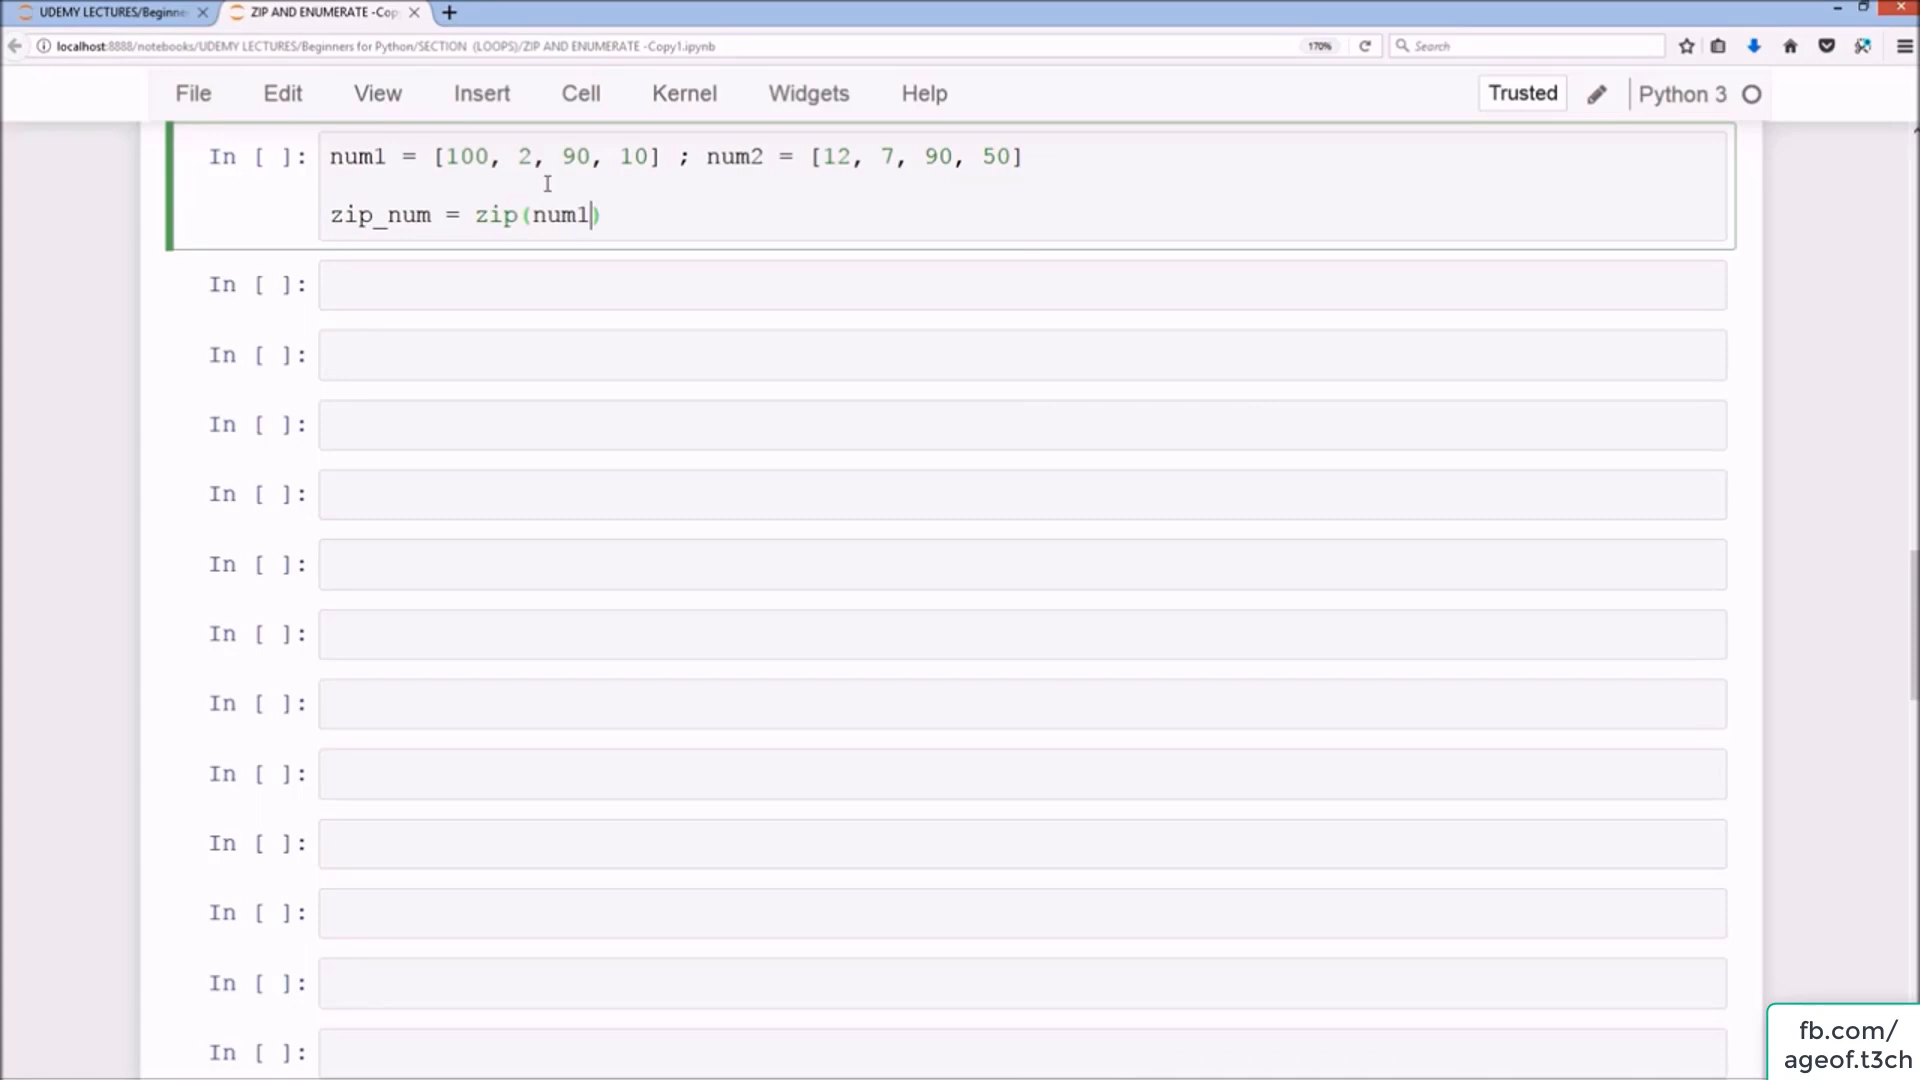 UDEMY LECTURES/Beginne
ZIP AND ENUMERATE -Cop
localhost:8888/notebooks/UDEMY LECTURES/Beginners for Python/SECTION (LOOPS)/ZIP AND ENUMERATE -Copy1.ipynb
170%
Search
File Edit View Insert Cell Kernel Widgets Help Trusted Python 3
In [ ]: num1 = [100, 2, 90, 10] ; num2 = [12, 7, 90, 50]
zip_num = zip(num1)
In [ ]:
In [ ]:
In [ ]:
In [ ]:
In [ ]:
In [ ]:
In [ ]:
In [ ]:
In [ ]:
In [ ]:
In [ ]:
In [ ]:
fb.com/
ageof.t3ch